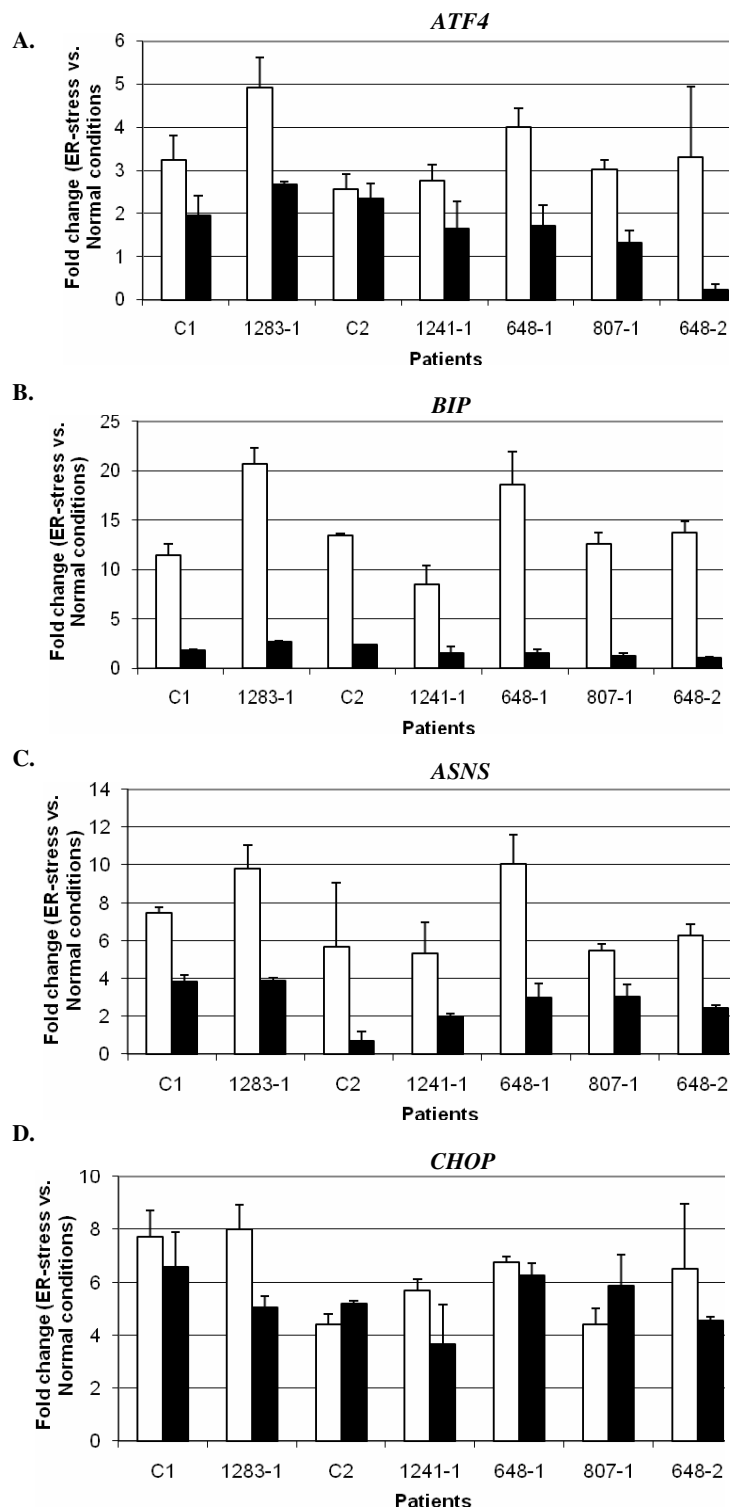 A.
ATF4
Fold change (ER-stress vs.
Normal conditions
6
5
4
3
2
1
0
C1 1283-1 C2 1241-1 648-1 807-1 648-2
Patients
B.
BIP
Fold change (ER-stress vs.
Normal conditions)
25
20
15
10
5
0
C1 1283-1 C2 1241-1 648-1 807-1 648-2
Patients
C.
ASNS
Fold change (ER-stress vs.
Normal conditions)
14
12
10
8
6
4
2
0
C1 1283-1 C2 1241-1 648-1 807-1 648-2
Patients
D.
CHOP
Fold change (ER-stress vs.
Normal conditions)
10
8
6
4
2
0
C1 1283-1 C2 1241-1 648-1 807-1 648-2
Patients